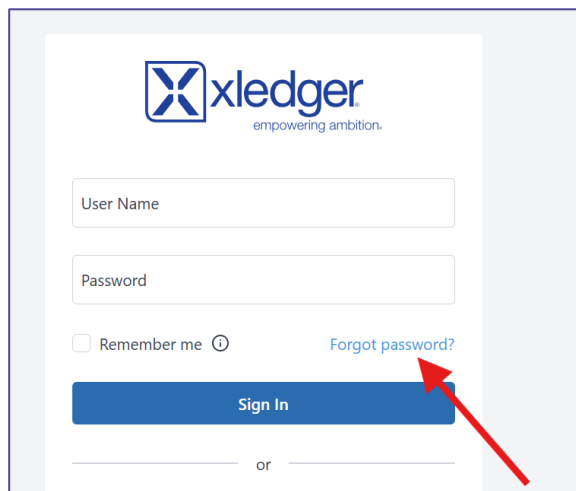 xledger
empowering ambition.
User Name
Password
Remember me
Forgot password?
Sign In
or